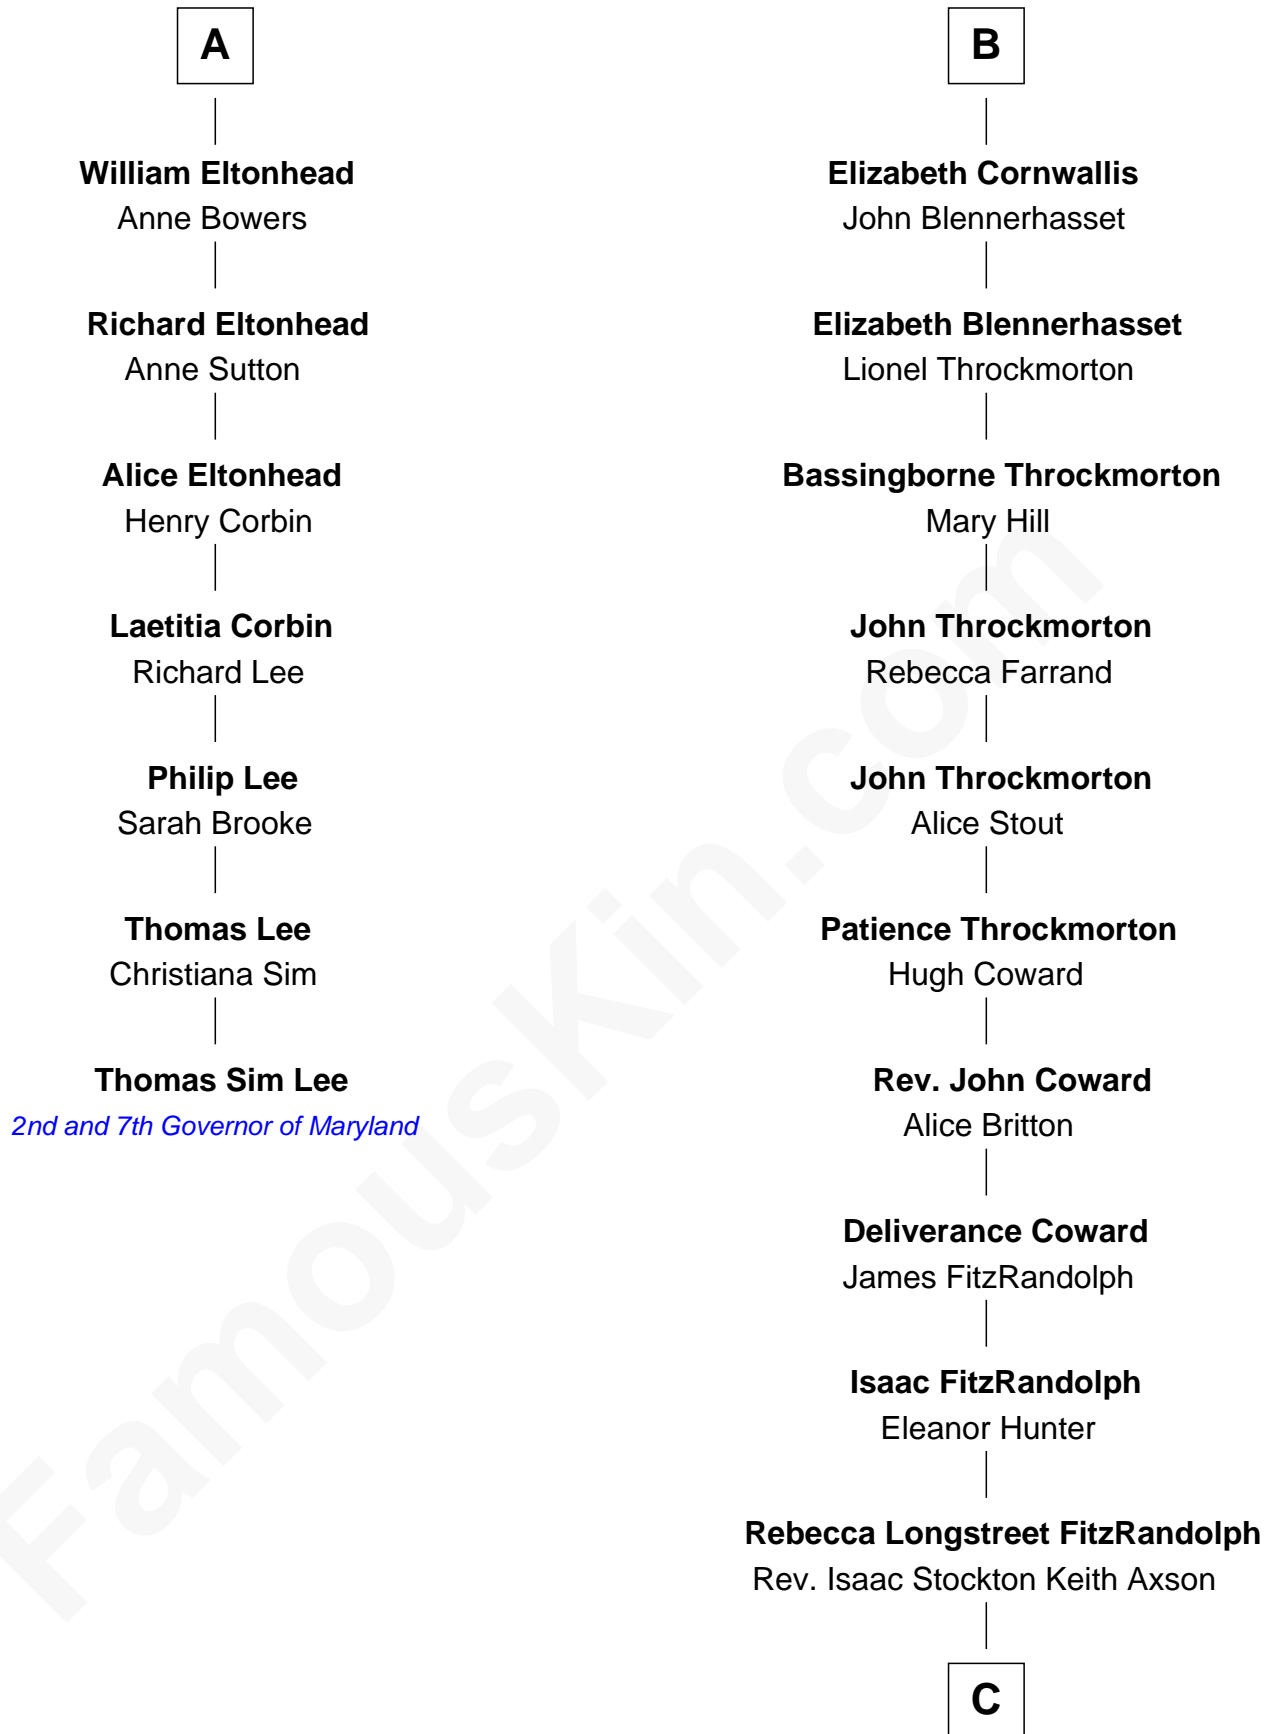 A
William Eltonhead
Anne Bowers
Richard Eltonhead
Anne Sutton
Alice Eltonhead
Henry Corbin
Laetitia Corbin
Richard Lee
Philip Lee
Sarah Brooke
Thomas Lee
Christiana Sim
Thomas Sim Lee
2nd and 7th Governor of Maryland
B
Elizabeth Cornwallis
John Blennerhasset
Elizabeth Blennerhasset
Lionel Throckmorton
Bassingborne Throckmorton
Mary Hill
John Throckmorton
Rebecca Farrand
John Throckmorton
Alice Stout
Patience Throckmorton
Hugh Coward
Rev. John Coward
Alice Britton
Deliverance Coward
James FitzRandolph
Isaac FitzRandolph
Eleanor Hunter
Rebecca Longstreet FitzRandolph
Rev. Isaac Stockton Keith Axson
C
FamousKin.com